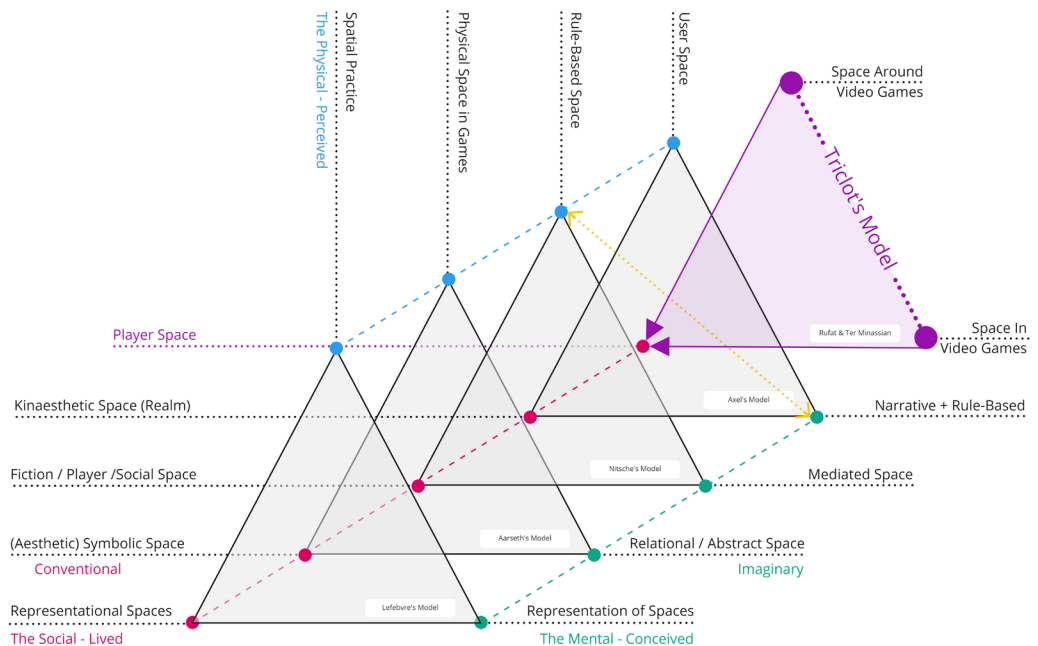 Spatial Practice
The Physical - Perceived
Physical Space in Games
Rule-Based Space
User Space
Space Around
Video Games
Triclot's Model
Rufat & Ter Minassian
Space In
Video Games
Player Space
Kinaesthetic Space (Realm)
Axel's Model
Narrative + Rule-Based
Fiction / Player /Social Space
Nitsche's Model
Mediated Space
(Aesthetic) Symbolic Space
Conventional
Aarseth's Model
Relational / Abstract Space
Imaginary
Representational Spaces
The Social - Lived
Lefebvre's Model
Representation of Spaces
The Mental - Conceived